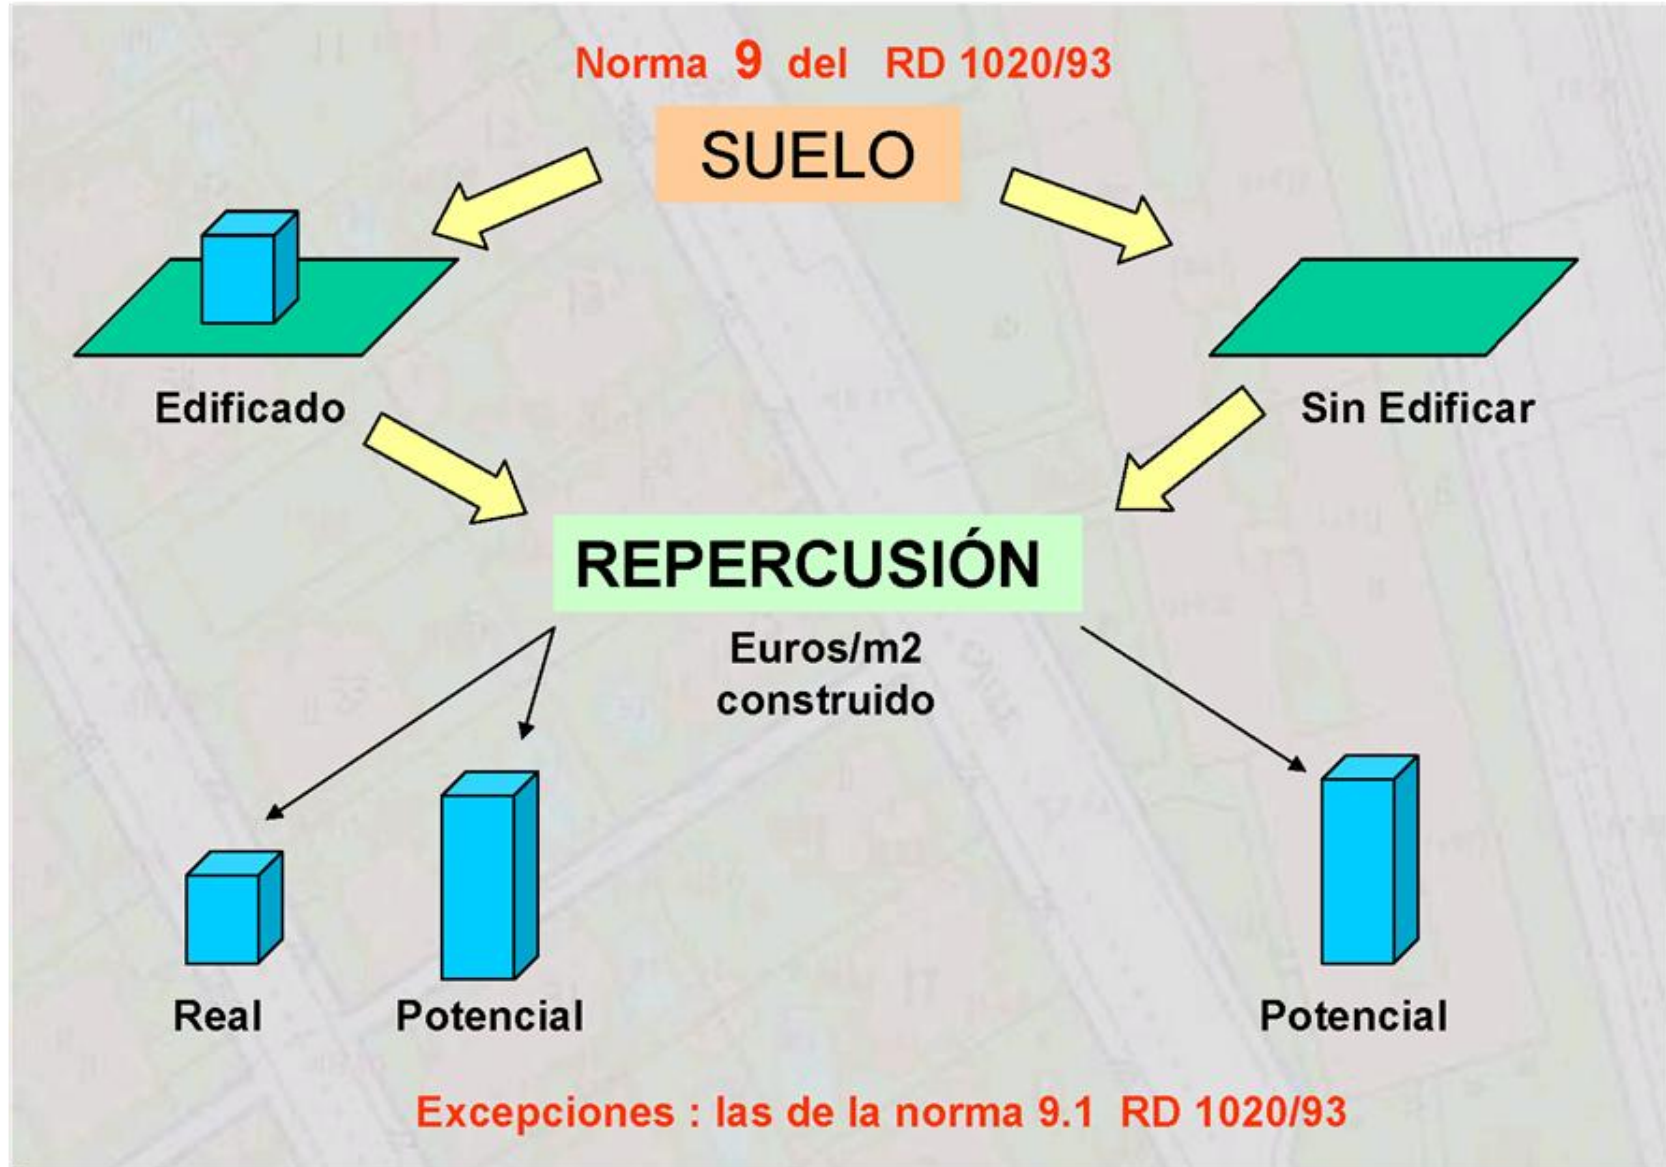 Norma 9 del RD 1020/93
SUELO
Edificado
Sin Edificar
REPERCUSIÓN
Euros/m2
construido
Real
Potencial
Potencial
Excepciones : las de la norma 9.1 RD 1020/93